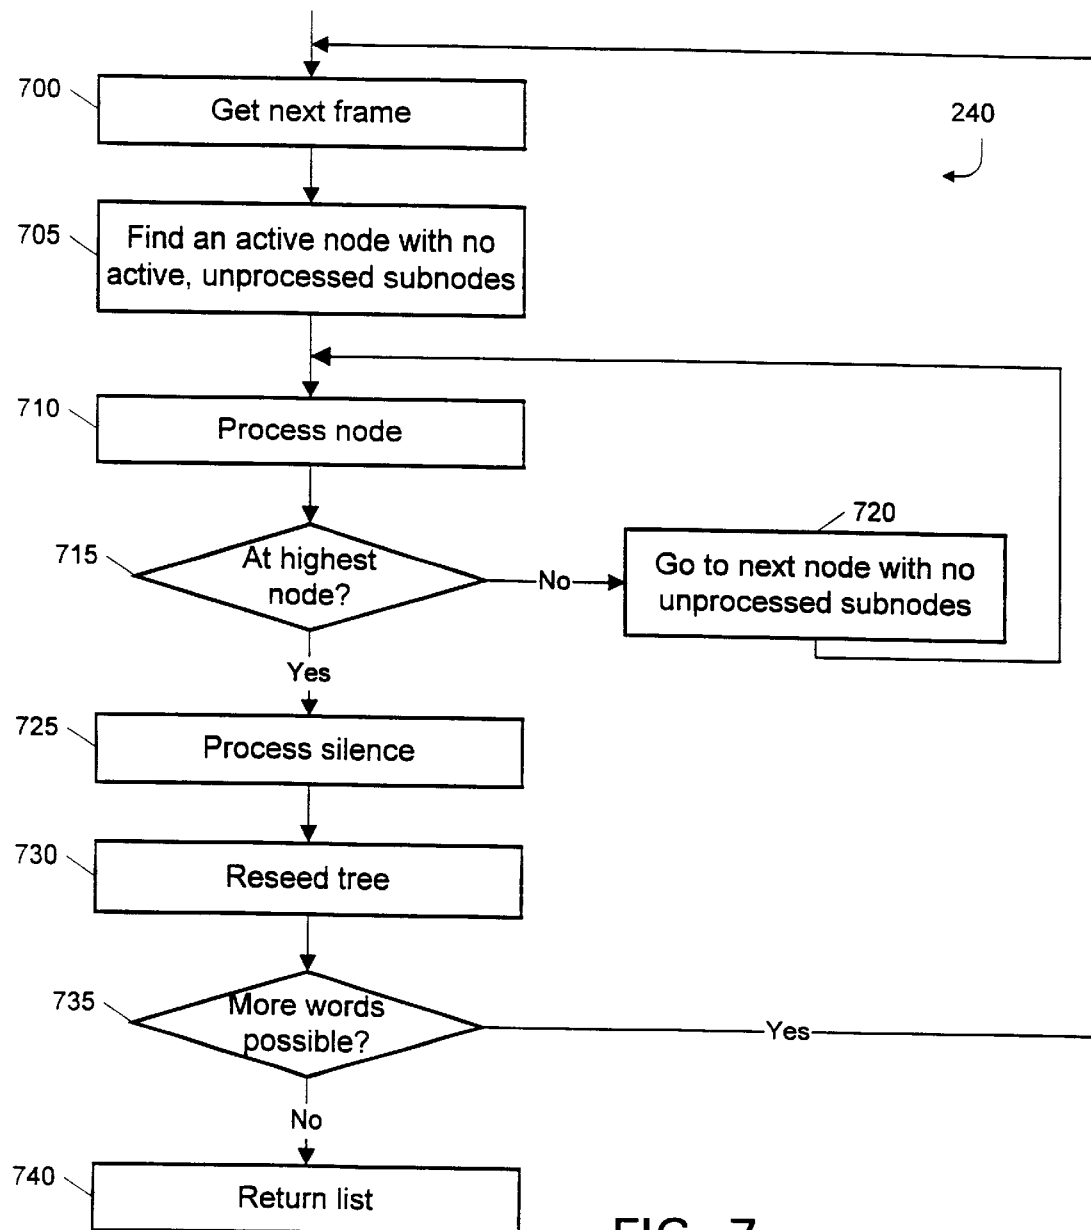 700
Get next frame
240
705
Find an active node with no
active, unprocessed subnodes
710
Process node
720
715
At highest
node?
No
Go to next node with no
unprocessed subnodes
Yes
725
Process silence
730
Reseed tree
735
More words
possible?
Yes
No
740
Return list
FIG. 7